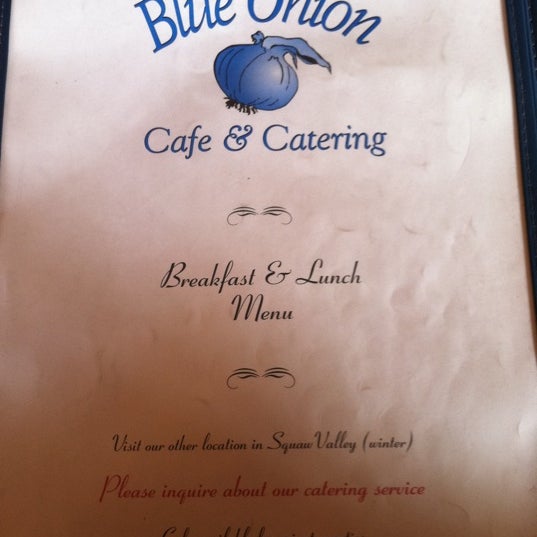 Blue Onion
Cafe & Catering
Breakfast & Lunch
Menu
Visit our other location in Squaw Valley (winter)
Please inquire about our catering service